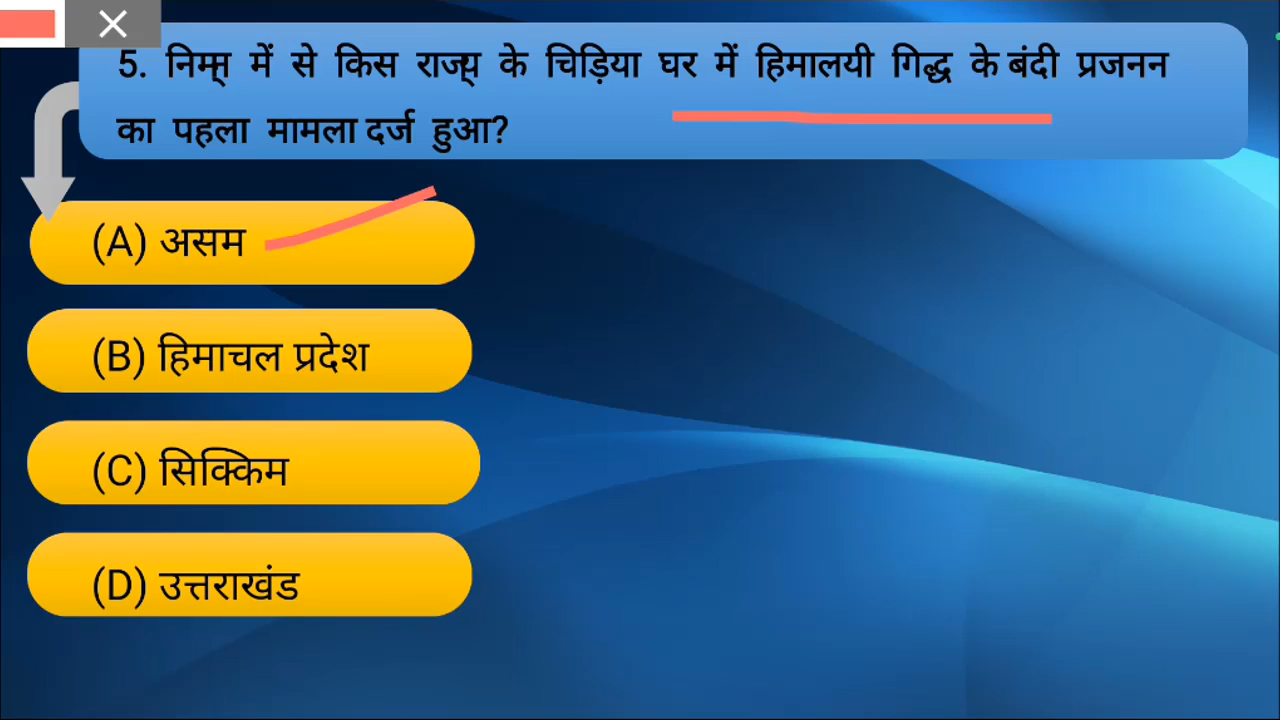 5. निम्न में से किस राज्य के चिड़िया घर में हिमालयी गिद्ध के बंदी प्रजनन
का पहला मामला दर्ज हुआ?
(A) असम
(B) हिमाचल प्रदेश
(C) सिक्किम
(D) उत्तराखंड